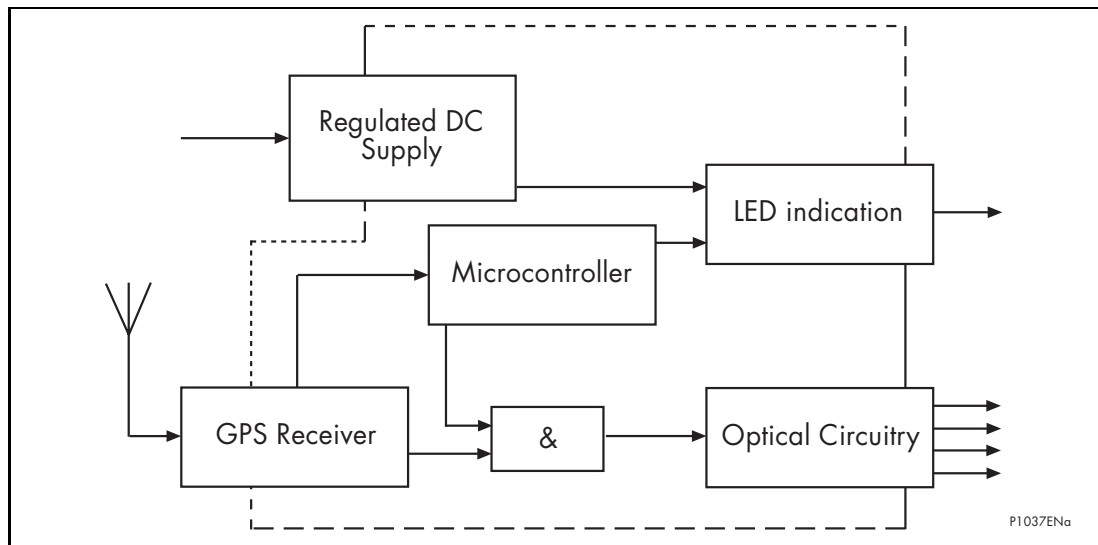 Regulated DC
Supply
LED indication
Microcontroller
GPS Receiver
&
Optical Circuitry
P1037ENa